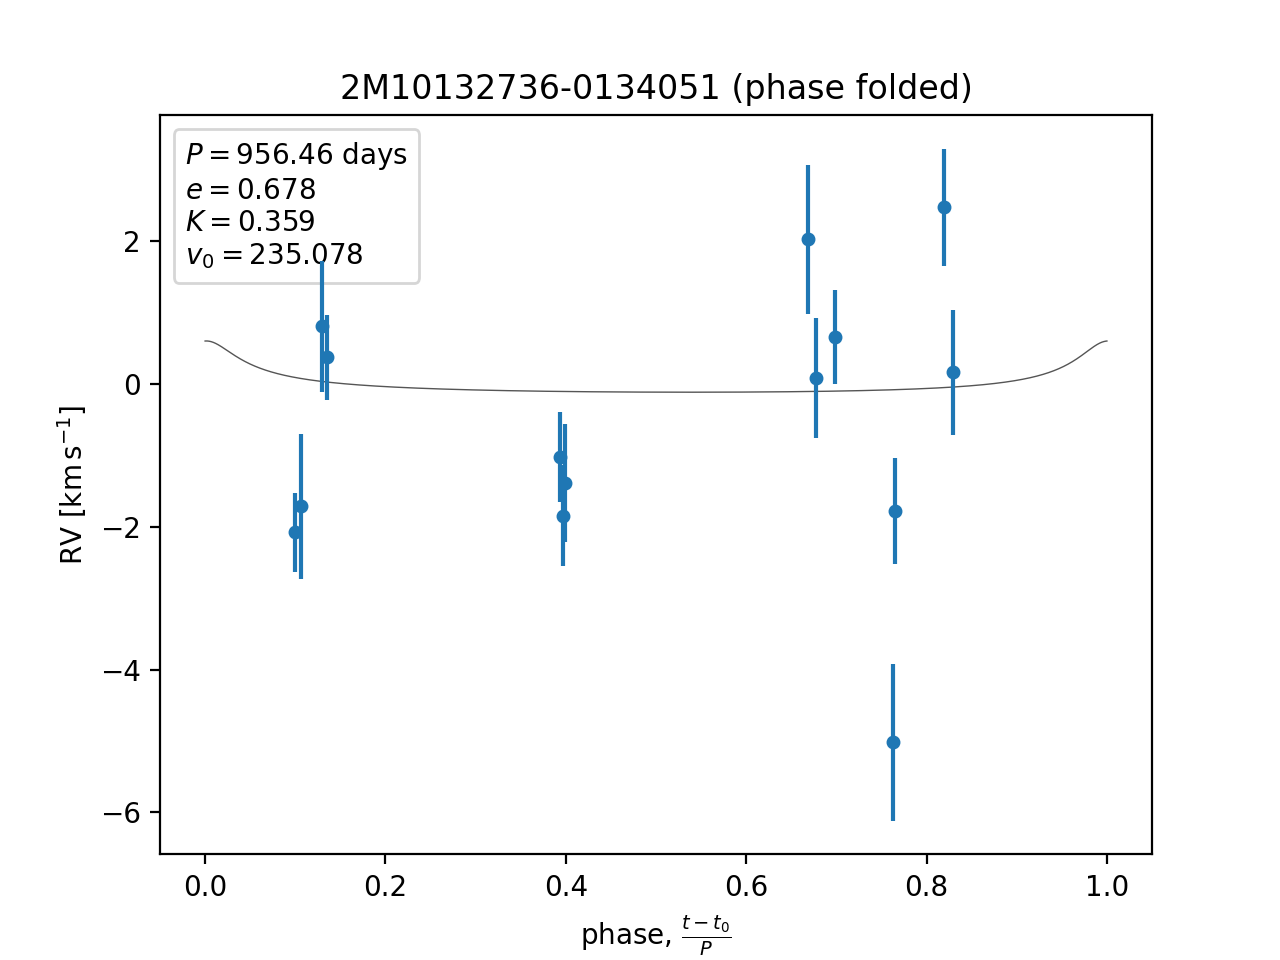 2M10132736-0134051 (phase folded)
P = 956.46 days
e = 0.678
K = 0.359
v₀ = 235.078
RV [km s⁻¹]
2
0
−2
−4
−6
0.0 0.2 0.4 0.6 0.8 1.0
phase, (t − t₀)/P